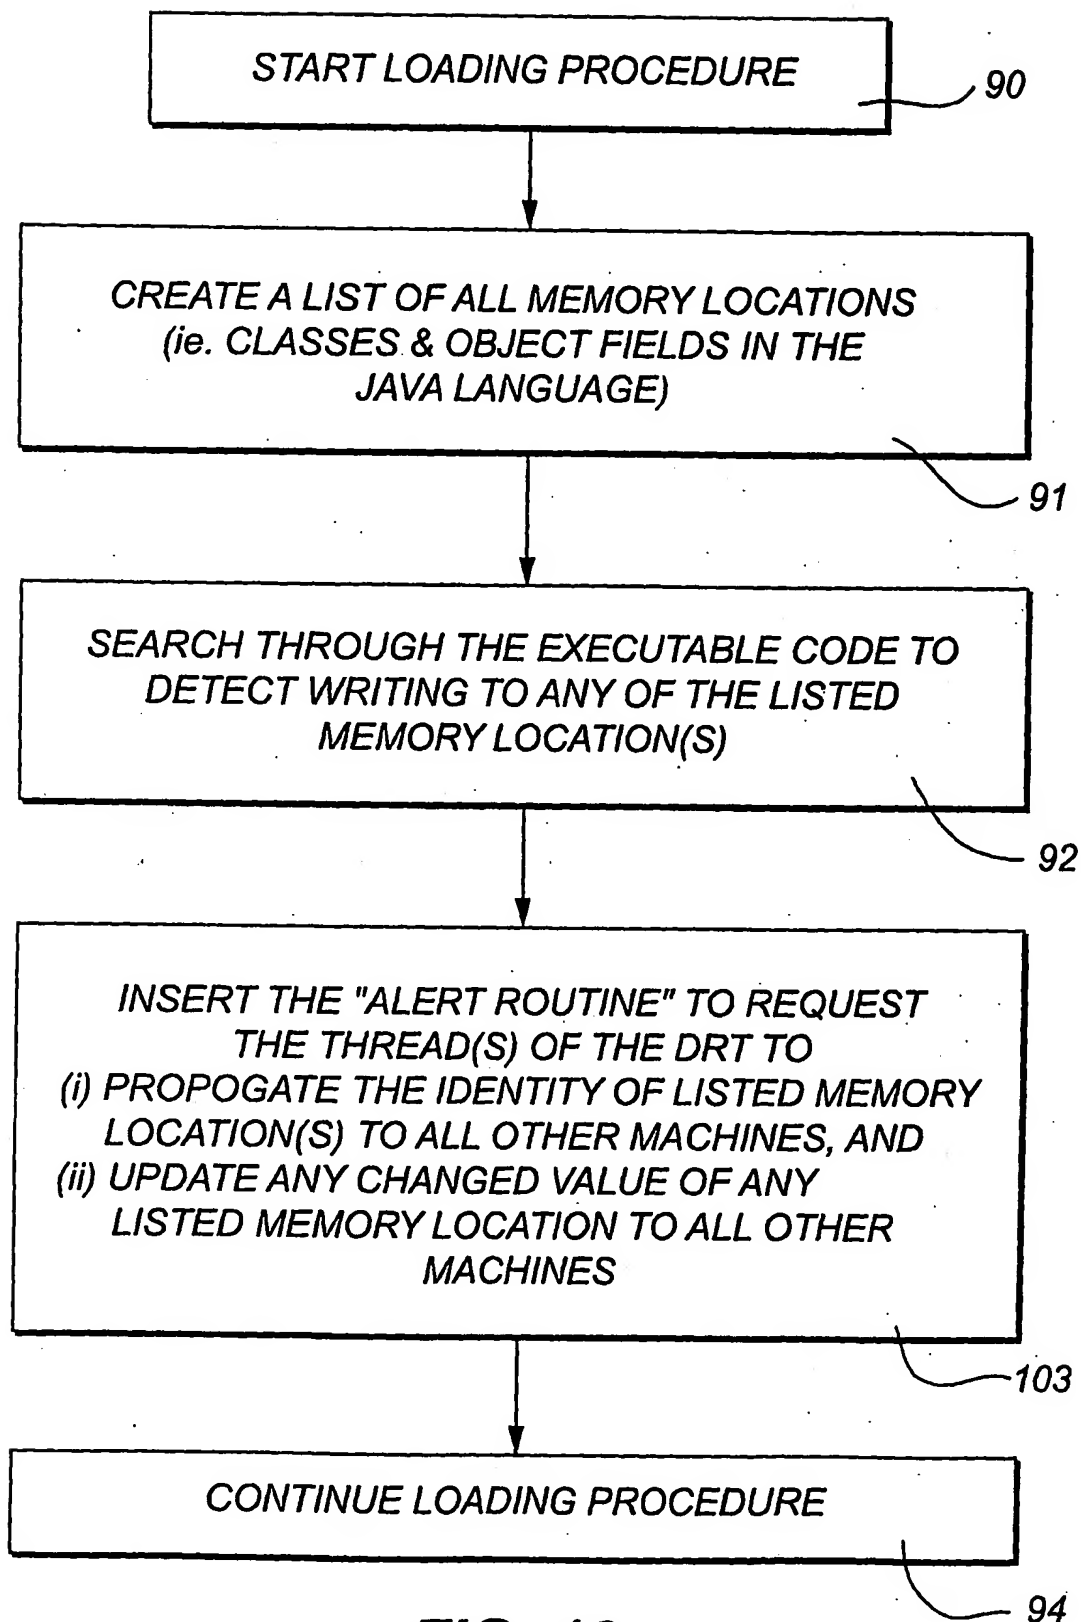 START LOADING PROCEDURE
90
CREATE A LIST OF ALL MEMORY LOCATIONS
(ie. CLASSES & OBJECT FIELDS IN THE
JAVA LANGUAGE)
91
SEARCH THROUGH THE EXECUTABLE CODE TO
DETECT WRITING TO ANY OF THE LISTED
MEMORY LOCATION(S)
92
INSERT THE "ALERT ROUTINE" TO REQUEST
THE THREAD(S) OF THE DRT TO
(i) PROPOGATE THE IDENTITY OF LISTED MEMORY
LOCATION(S) TO ALL OTHER MACHINES, AND
(ii) UPDATE ANY CHANGED VALUE OF ANY
LISTED MEMORY LOCATION TO ALL OTHER
MACHINES
103
CONTINUE LOADING PROCEDURE
94